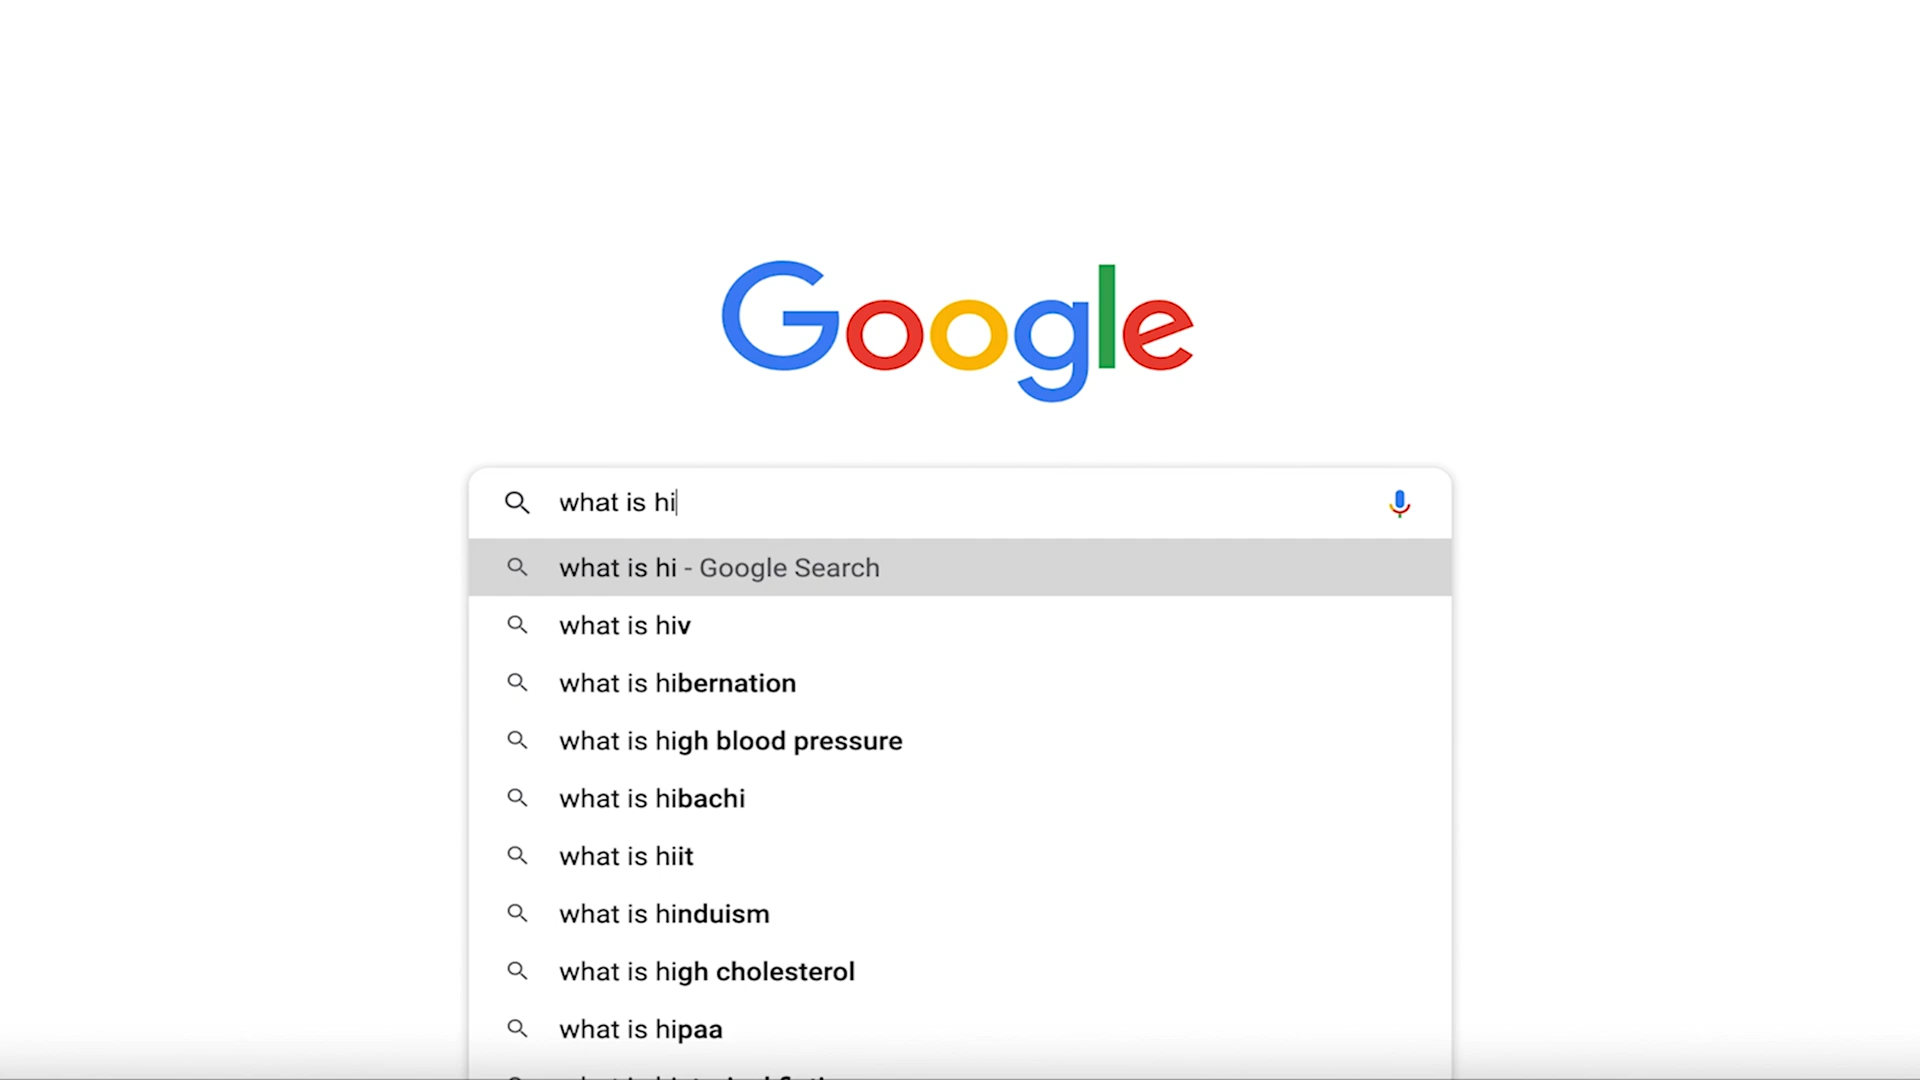 Google
what is hi
what is hi - Google Search
what is hiv
what is hibernation
what is high blood pressure
what is hibachi
what is hiit
what is hinduism
what is high cholesterol
what is hipaa